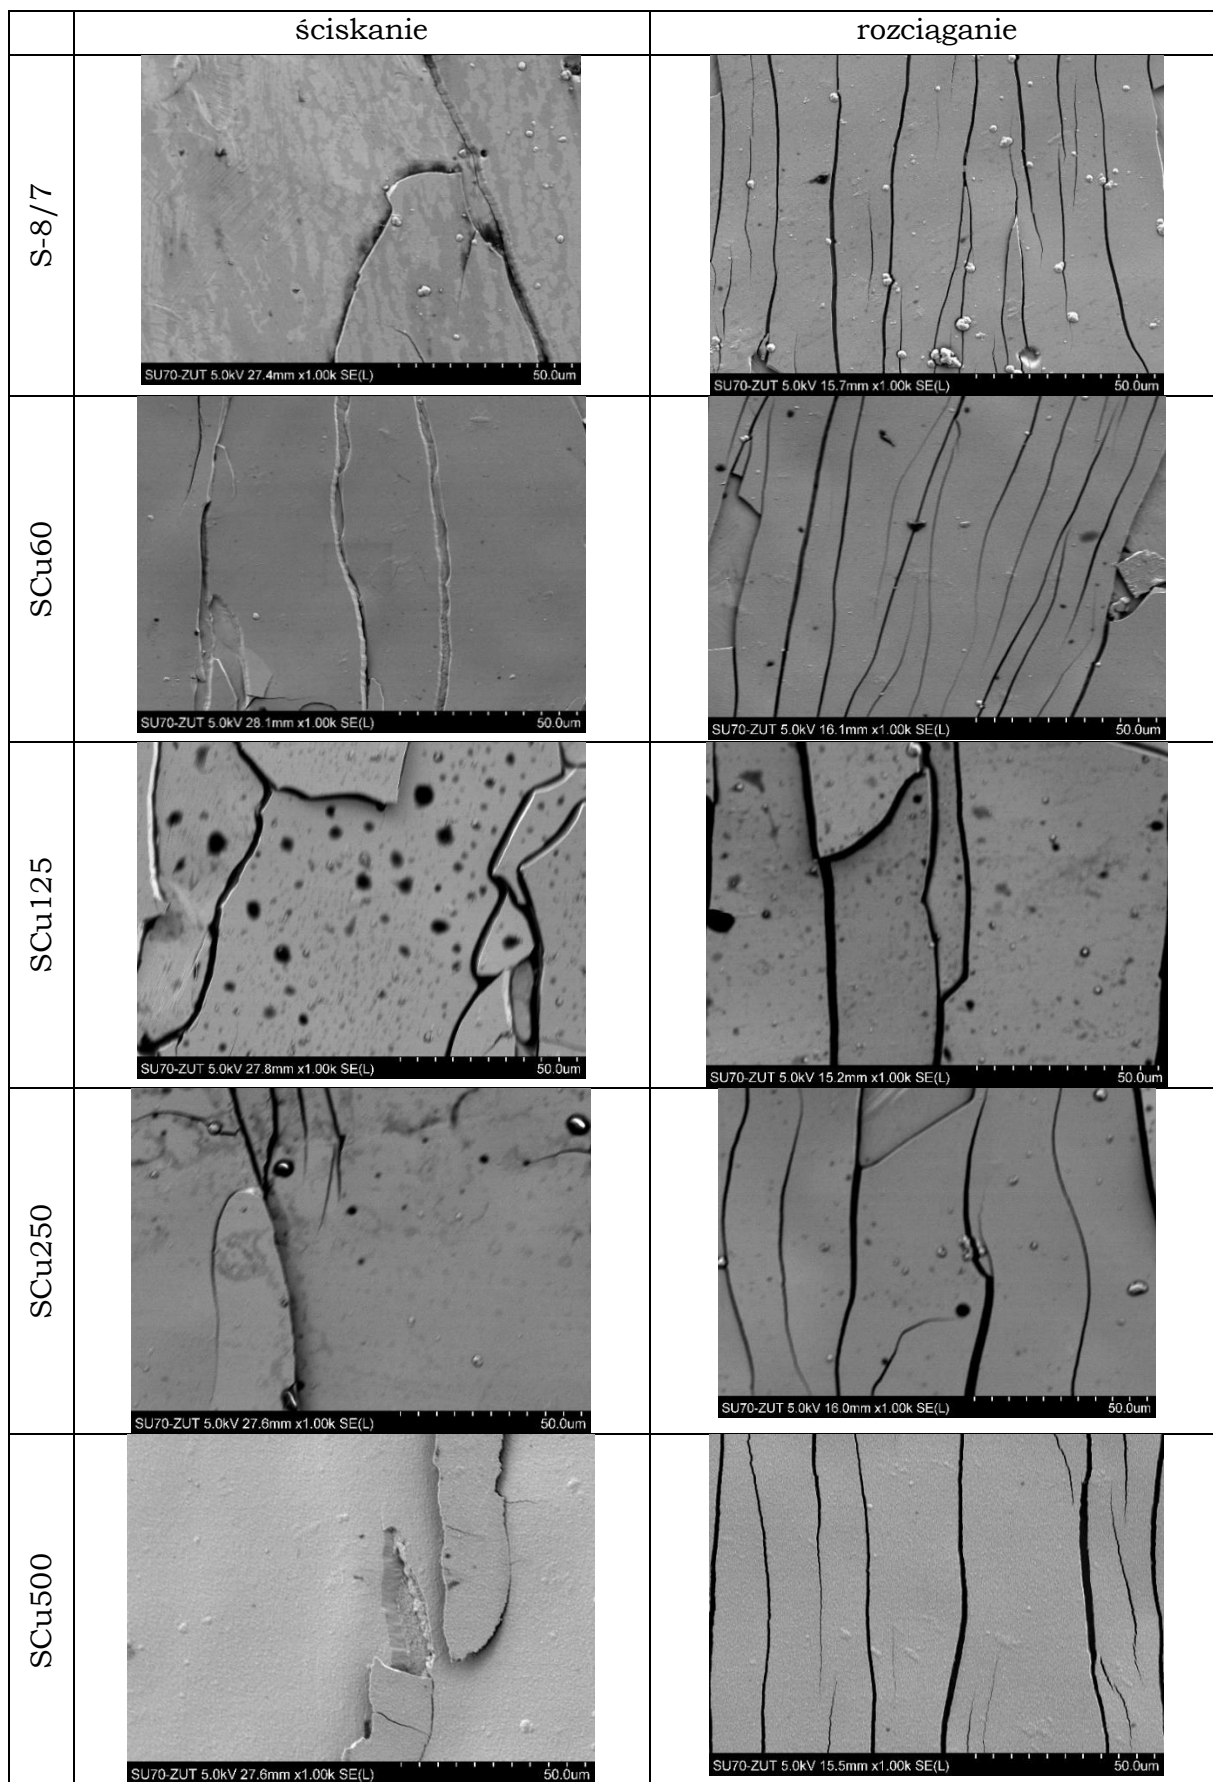 ściskanie rozciąganie
S-8/7
SU70-ZUT 5.0kV 27.4mm x1.00k SE(L) 50.0um
SU70-ZUT 5.0kV 15.7mm x1.00k SE(L) 50.0um
SCu60
SU70-ZUT 5.0kV 28.1mm x1.00k SE(L) 50.0um
SU70-ZUT 5.0kV 16.1mm x1.00k SE(L) 50.0um
SCu125
SU70-ZUT 5.0kV 27.8mm x1.00k SE(L) 50.0um
SU70-ZUT 5.0kV 15.2mm x1.00k SE(L) 50.0um
SCu250
SU70-ZUT 5.0kV 27.6mm x1.00k SE(L) 50.0um
SU70-ZUT 5.0kV 16.0mm x1.00k SE(L) 50.0um
SCu500
SU70-ZUT 5.0kV 27.6mm x1.00k SE(L) 50.0um
SU70-ZUT 5.0kV 15.5mm x1.00k SE(L) 50.0um